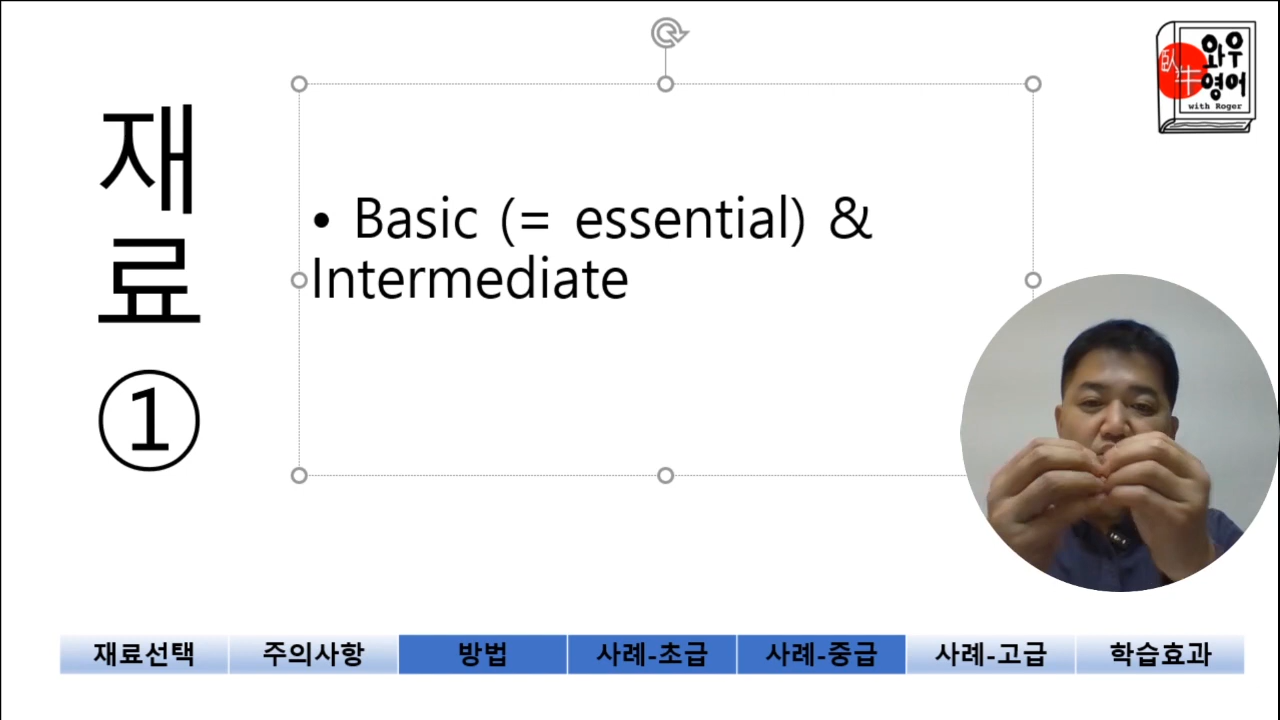 재
료
①
• Basic (= essential) &
Intermediate
臥牛
와우
영어
with Roger
재료선택 주의사항 방법 사례-초급 사례-중급 사례-고급 학습효과